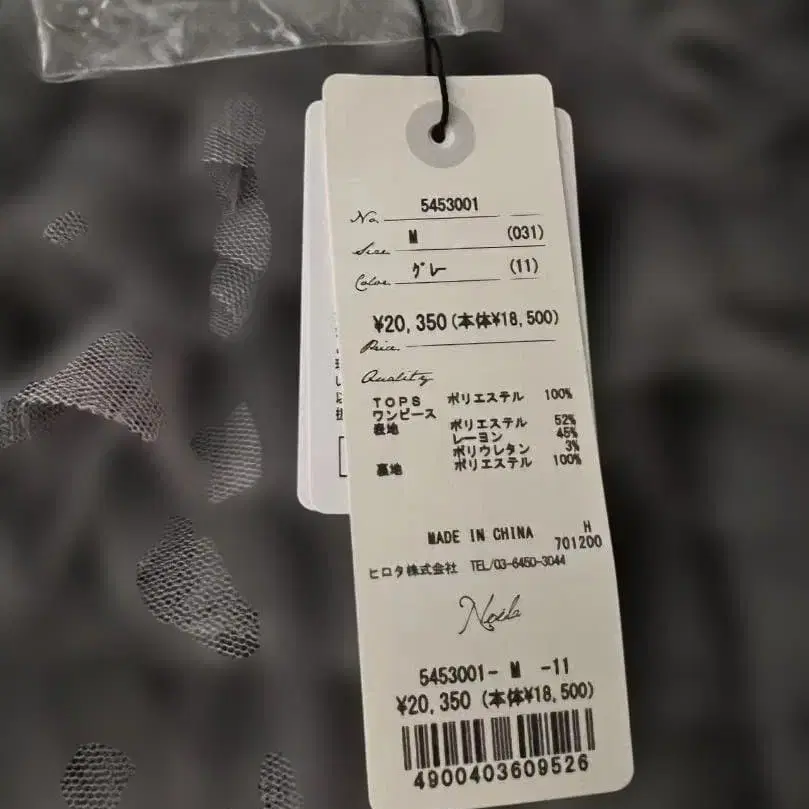 No. 5453001
Size M (031)
Color グレー (11)
¥20,350(本体¥18,500)
Price
Quality
TOPS ポリエステル 100%
ワンピース
表地 ポリエステル 52%
レーヨン 45%
ポリウレタン 3%
裏地 ポリエステル 100%
MADE IN CHINA H
701200
ヒロタ株式会社 TEL/03-6450-3044
Noela
5453001- M -11
¥20,350 (本体¥18,500)
4900403609526